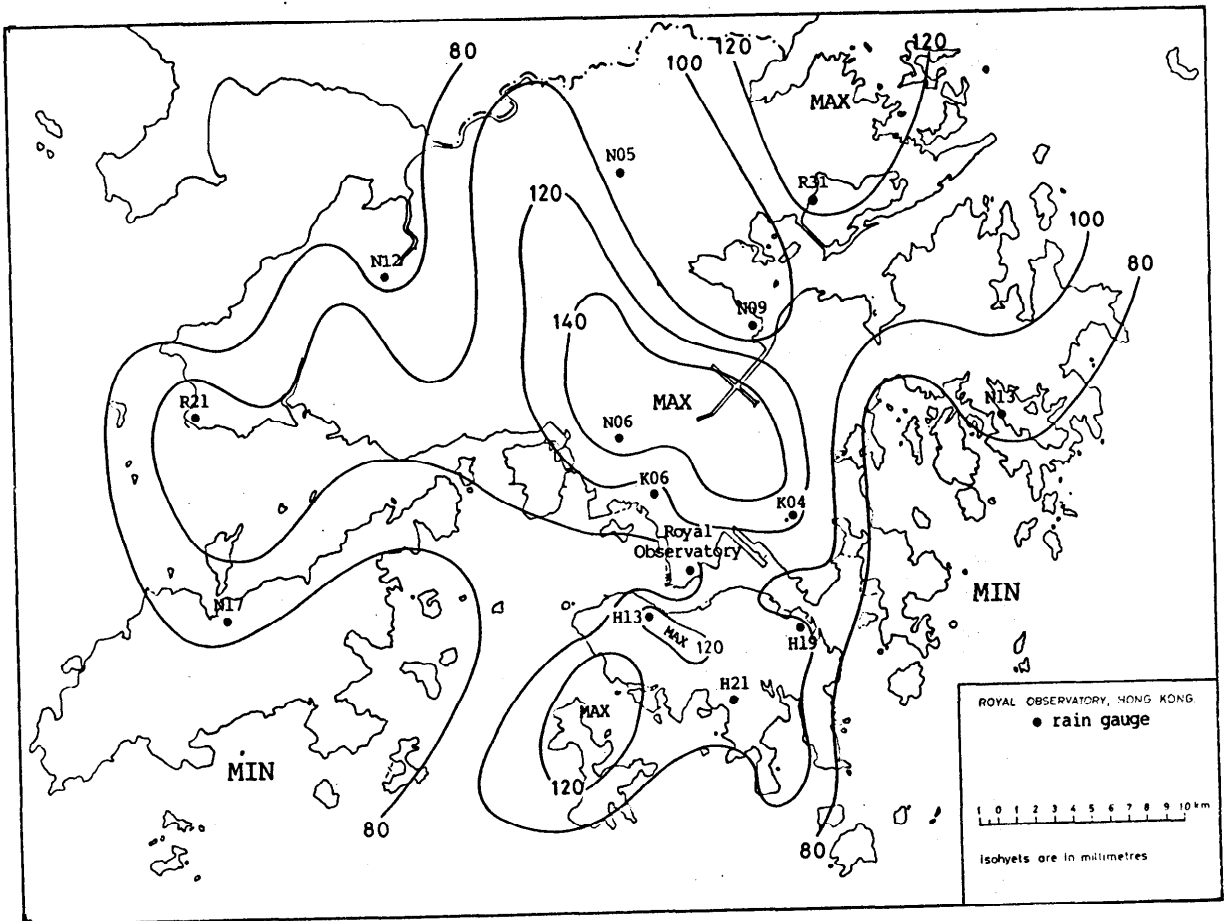 80
100
120
120
MAX
N05
R31
120
100
80
N12
N09
140
R21
MAX
N06
N13
K06
K04
Royal
Observatory
MIN
N17
H13
MAX
120
H19
H21
MAX
120
MIN
80
80
ROYAL OBSERVATORY, HONG KONG.
● rain gauge
1 0 1 2 3 4 5 6 7 8 9 10 km
Isohyets are in millimetres